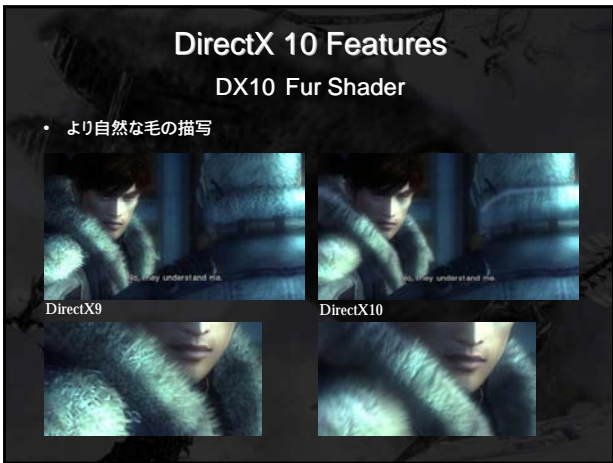 DirectX 10 Features
DX10 Fur Shader
• より自然な毛の描写
No, they understand me.
No, they understand me.
DirectX9
DirectX10